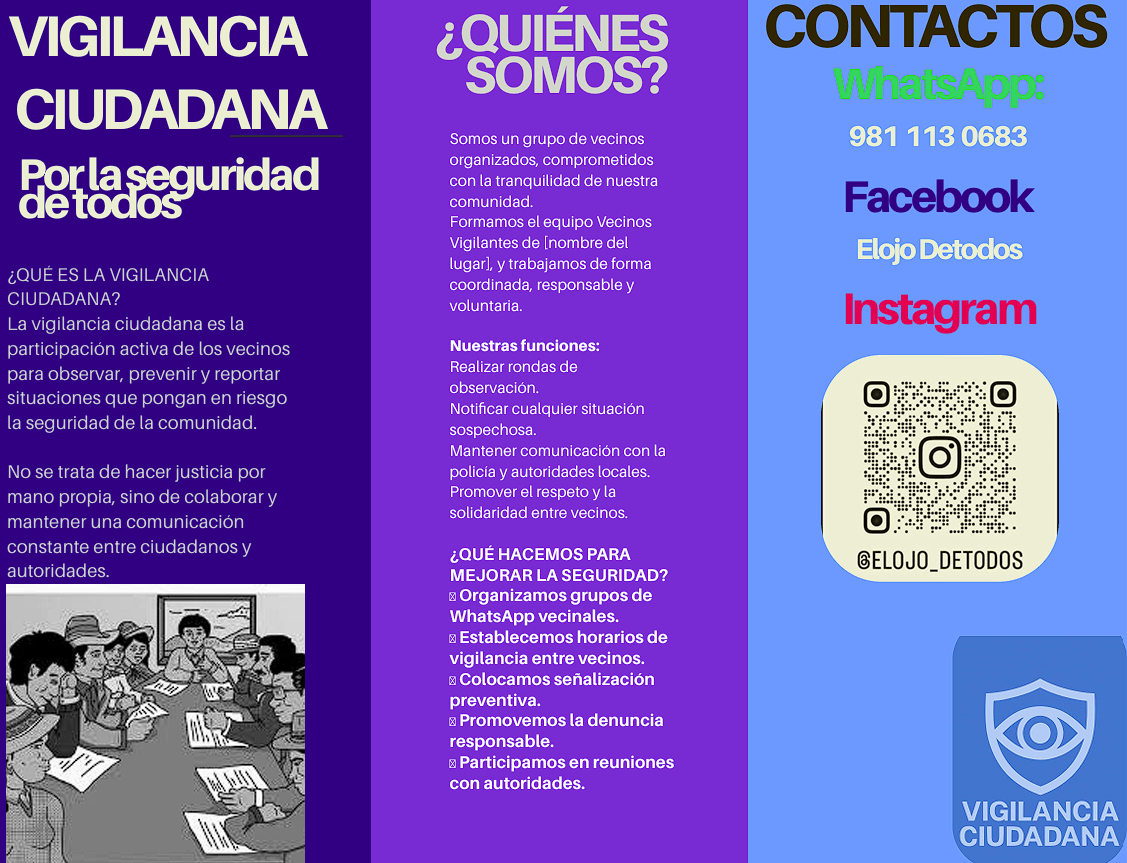 VIGILANCIA
CIUDADANA
Por la seguridad
de todos
¿QUÉ ES LA VIGILANCIA
CIUDADANA?
La vigilancia ciudadana es la
participación activa de los vecinos
para observar, prevenir y reportar
situaciones que pongan en riesgo
la seguridad de la comunidad.
No se trata de hacer justicia por
mano propia, sino de colaborar y
mantener una comunicación
constante entre ciudadanos y
autoridades.
¿QUIÉNES
SOMOS?
Somos un grupo de vecinos
organizados, comprometidos
con la tranquilidad de nuestra
comunidad.
Formamos el equipo Vecinos
Vigilantes de [nombre del
lugar], y trabajamos de forma
coordinada, responsable y
voluntaria.
Nuestras funciones:
Realizar rondas de
observación.
Notificar cualquier situación
sospechosa.
Mantener comunicación con la
policía y autoridades locales.
Promover el respeto y la
solidaridad entre vecinos.
¿QUÉ HACEMOS PARA
MEJORAR LA SEGURIDAD?
Organizamos grupos de
WhatsApp vecinales.
Establecemos horarios de
vigilancia entre vecinos.
Colocamos señalización
preventiva.
Promovemos la denuncia
responsable.
Participamos en reuniones
con autoridades.
CONTACTOS
WhatsApp:
981 113 0683
Facebook
Elojo Detodos
Instagram
@ELOJO_DETODOS
VIGILANCIA
CIUDADANA